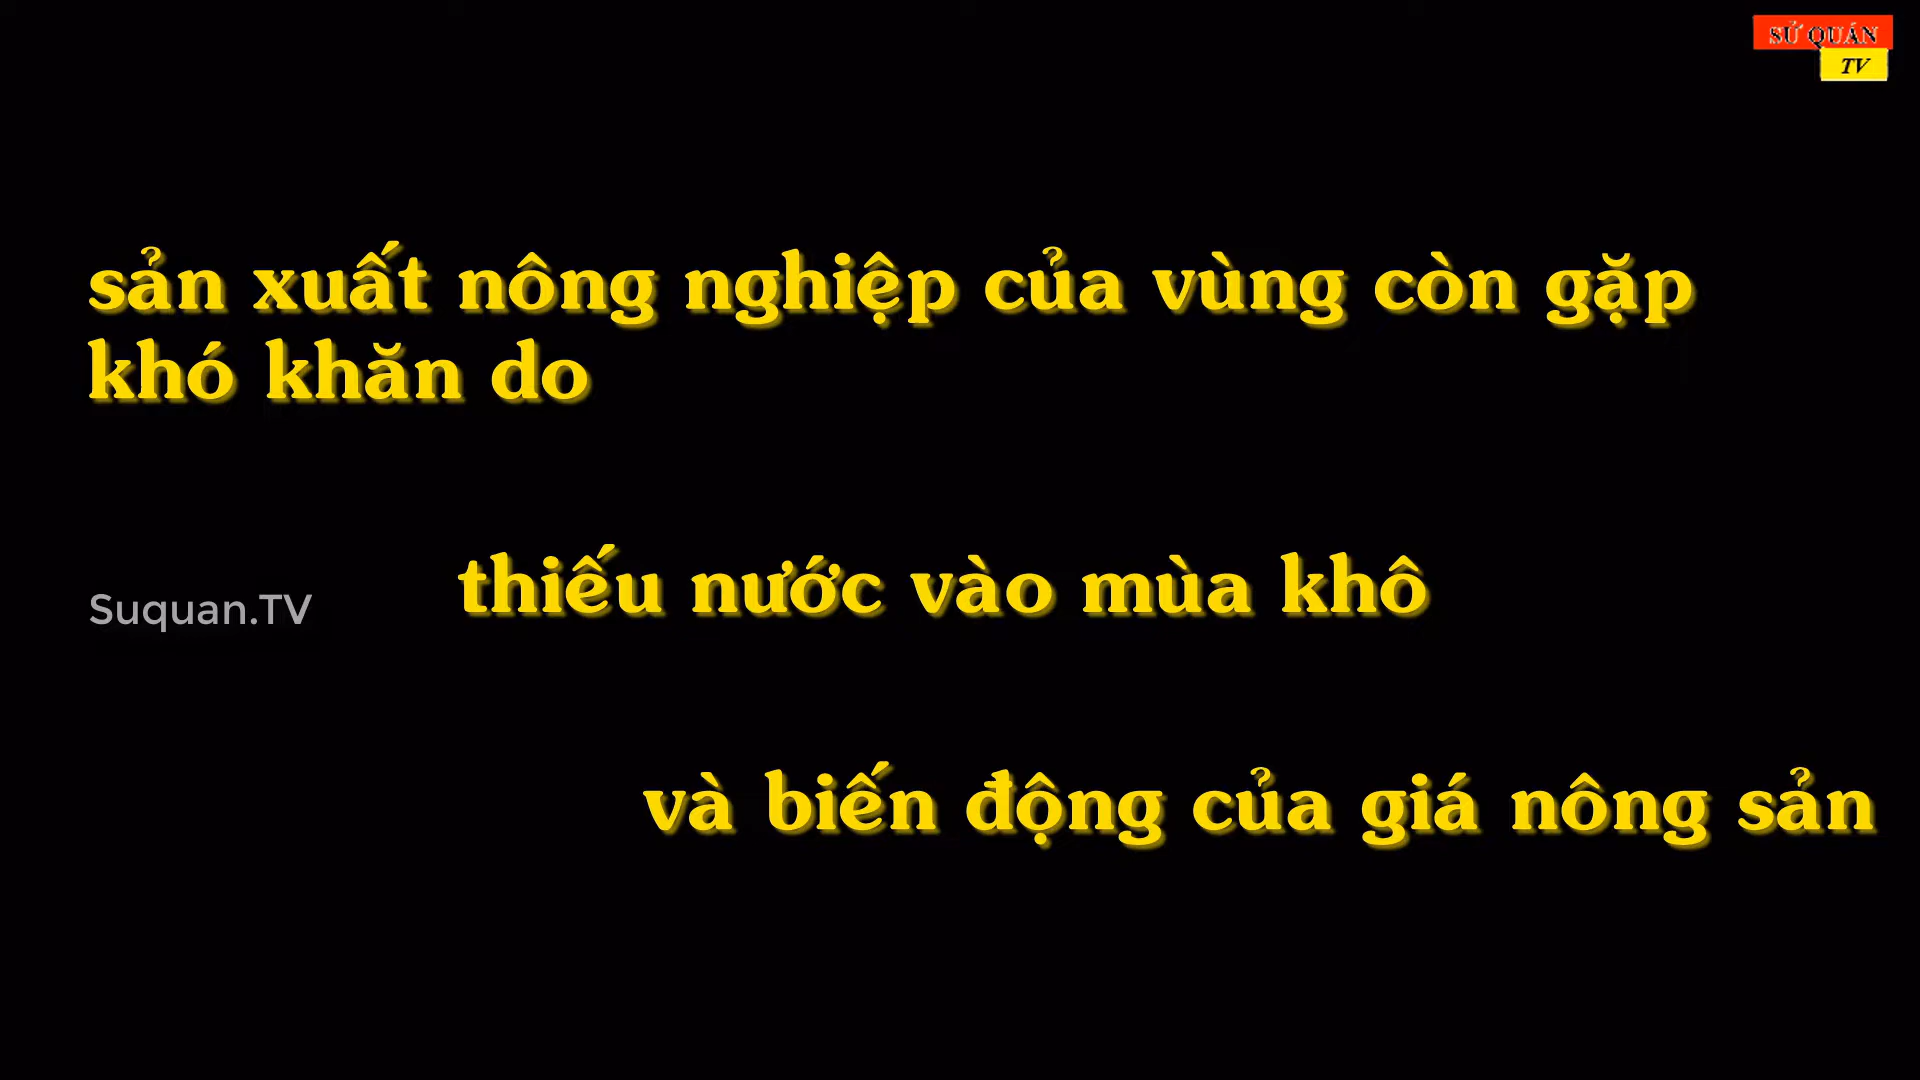 SỬ QUÁN
TV
sản xuất nông nghiệp của vùng còn gặp
khó khăn do
thiếu nước vào mùa khô
Suquan.TV
và biến động của giá nông sản